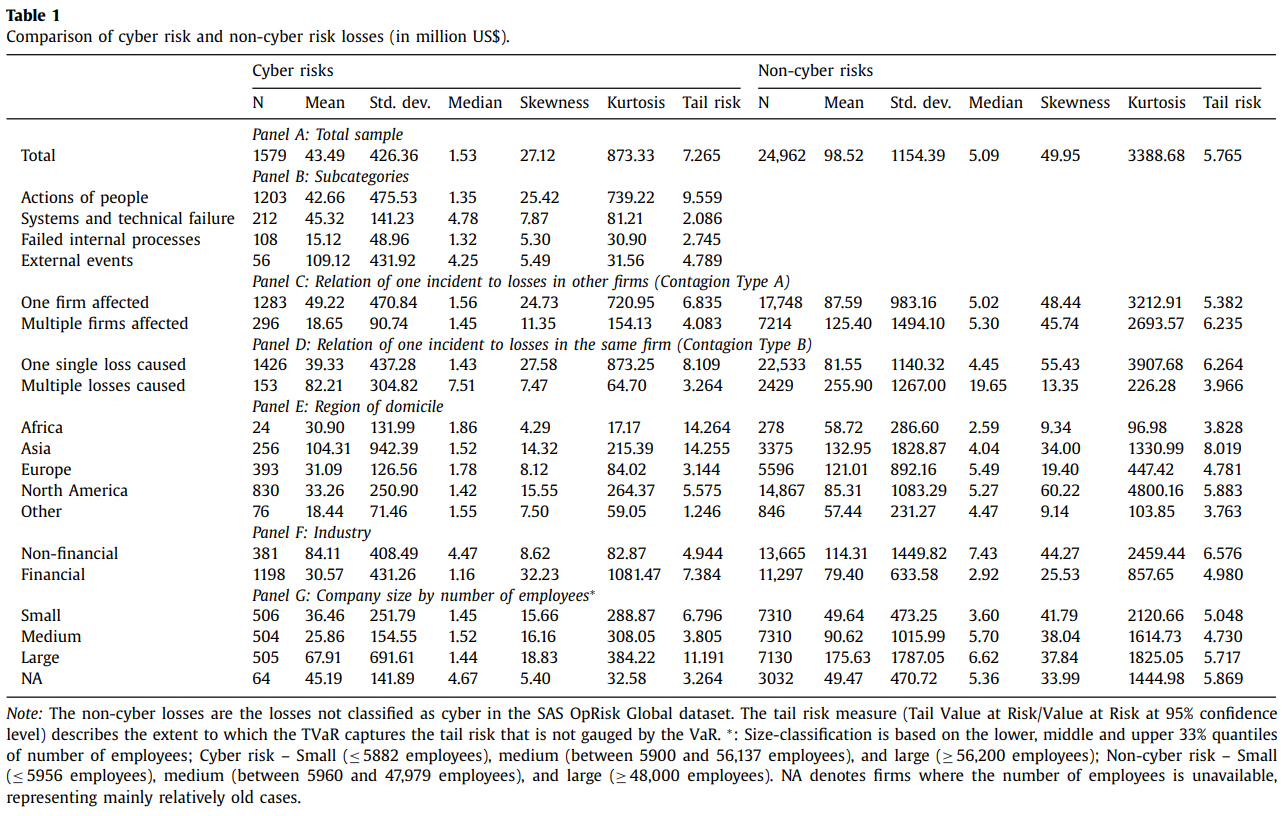 Table 1
Comparison of cyber risk and non-cyber risk losses (in million US$).
Cyber risks Non-cyber risks
N Mean Std. dev. Median Skewness Kurtosis Tail risk N Mean Std. dev. Median Skewness Kurtosis Tail risk
Panel A: Total sample
Total 1579 43.49 426.36 1.53 27.12 873.33 7.265 24,962 98.52 1154.39 5.09 49.95 3388.68 5.765
Panel B: Subcategories
Actions of people 1203 42.66 475.53 1.35 25.42 739.22 9.559
Systems and technical failure 212 45.32 141.23 4.78 7.87 81.21 2.086
Failed internal processes 108 15.12 48.96 1.32 5.30 30.90 2.745
External events 56 109.12 431.92 4.25 5.49 31.56 4.789
Panel C: Relation of one incident to losses in other firms (Contagion Type A)
One firm affected 1283 49.22 470.84 1.56 24.73 720.95 6.835 17,748 87.59 983.16 5.02 48.44 3212.91 5.382
Multiple firms affected 296 18.65 90.74 1.45 11.35 154.13 4.083 7214 125.40 1494.10 5.30 45.74 2693.57 6.235
Panel D: Relation of one incident to losses in the same firm (Contagion Type B)
One single loss caused 1426 39.33 437.28 1.43 27.58 873.25 8.109 22,533 81.55 1140.32 4.45 55.43 3907.68 6.264
Multiple losses caused 153 82.21 304.82 7.51 7.47 64.70 3.264 2429 255.90 1267.00 19.65 13.35 226.28 3.966
Panel E: Region of domicile
Africa 24 30.90 131.99 1.86 4.29 17.17 14.264 278 58.72 286.60 2.59 9.34 96.98 3.828
Asia 256 104.31 942.39 1.52 14.32 215.39 14.255 3375 132.95 1828.87 4.04 34.00 1330.99 8.019
Europe 393 31.09 126.56 1.78 8.12 84.02 3.144 5596 121.01 892.16 5.49 19.40 447.42 4.781
North America 830 33.26 250.90 1.42 15.55 264.37 5.575 14,867 85.31 1083.29 5.27 60.22 4800.16 5.883
Other 76 18.44 71.46 1.55 7.50 59.05 1.246 846 57.44 231.27 4.47 9.14 103.85 3.763
Panel F: Industry
Non-financial 381 84.11 408.49 4.47 8.62 82.87 4.944 13,665 114.31 1449.82 7.43 44.27 2459.44 6.576
Financial 1198 30.57 431.26 1.16 32.23 1081.47 7.384 11,297 79.40 633.58 2.92 25.53 857.65 4.980
Panel G: Company size by number of employees*
Small 506 36.46 251.79 1.45 15.66 288.87 6.796 7310 49.64 473.25 3.60 41.79 2120.66 5.048
Medium 504 25.86 154.55 1.52 16.16 308.05 3.805 7310 90.62 1015.99 5.70 38.04 1614.73 4.730
Large 505 67.91 691.61 1.44 18.83 384.22 11.191 7130 175.63 1787.05 6.62 37.84 1825.05 5.717
NA 64 45.19 141.89 4.67 5.40 32.58 3.264 3032 49.47 470.72 5.36 33.99 1444.98 5.869
Note: The non-cyber losses are the losses not classified as cyber in the SAS OpRisk Global dataset. The tail risk measure (Tail Value at Risk/Value at Risk at 95% confidence
level) describes the extent to which the TVaR captures the tail risk that is not gauged by the VaR. *: Size-classification is based on the lower, middle and upper 33% quantiles
of number of employees; Cyber risk – Small (≤ 5882 employees), medium (between 5900 and 56,137 employees), and large (≥ 56,200 employees); Non-cyber risk – Small
(≤ 5956 employees), medium (between 5960 and 47,979 employees), and large (≥ 48,000 employees). NA denotes firms where the number of employees is unavailable,
representing mainly relatively old cases.